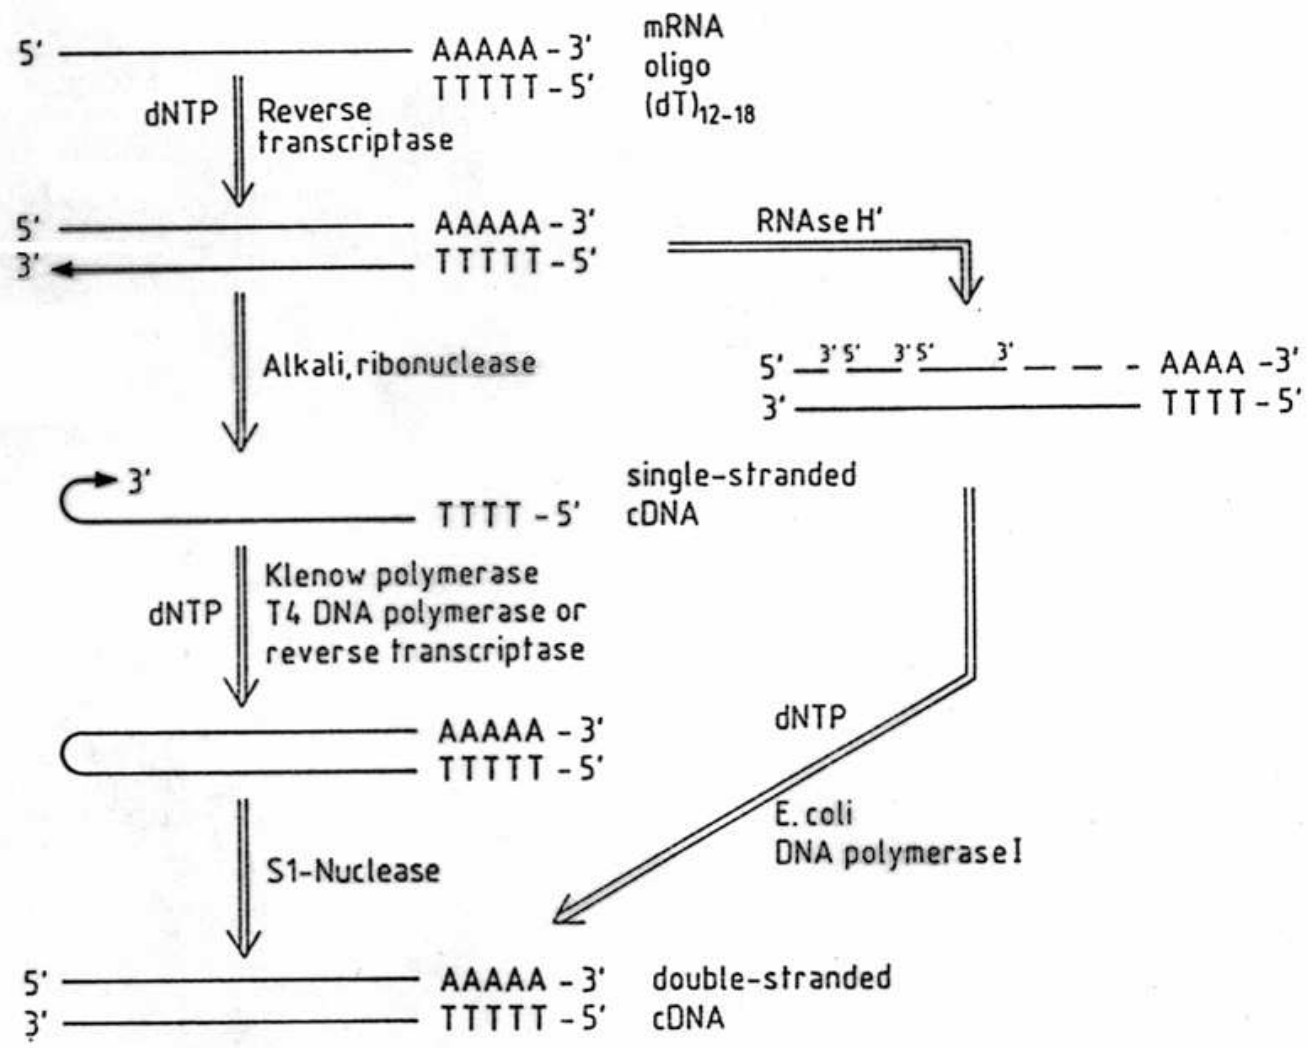 5' AAAAA - 3' mRNA
TTTTT - 5' oligo
(dT)12-18
dNTP Reverse
transcriptase
5' AAAAA - 3'
3' TTTTT - 5'
RNAse H'
Alkali, ribonuclease
5' 3' 5' 3' 5' 3' AAAA - 3'
3' TTTT - 5'
3'
TTTT - 5'
single-stranded
cDNA
dNTP
Klenow polymerase
T4 DNA polymerase or
reverse transcriptase
AAAAA - 3'
TTTTT - 5'
dNTP
E. coli
DNA polymerase I
S1-Nuclease
5' AAAAA - 3' double-stranded
3' TTTTT - 5' cDNA